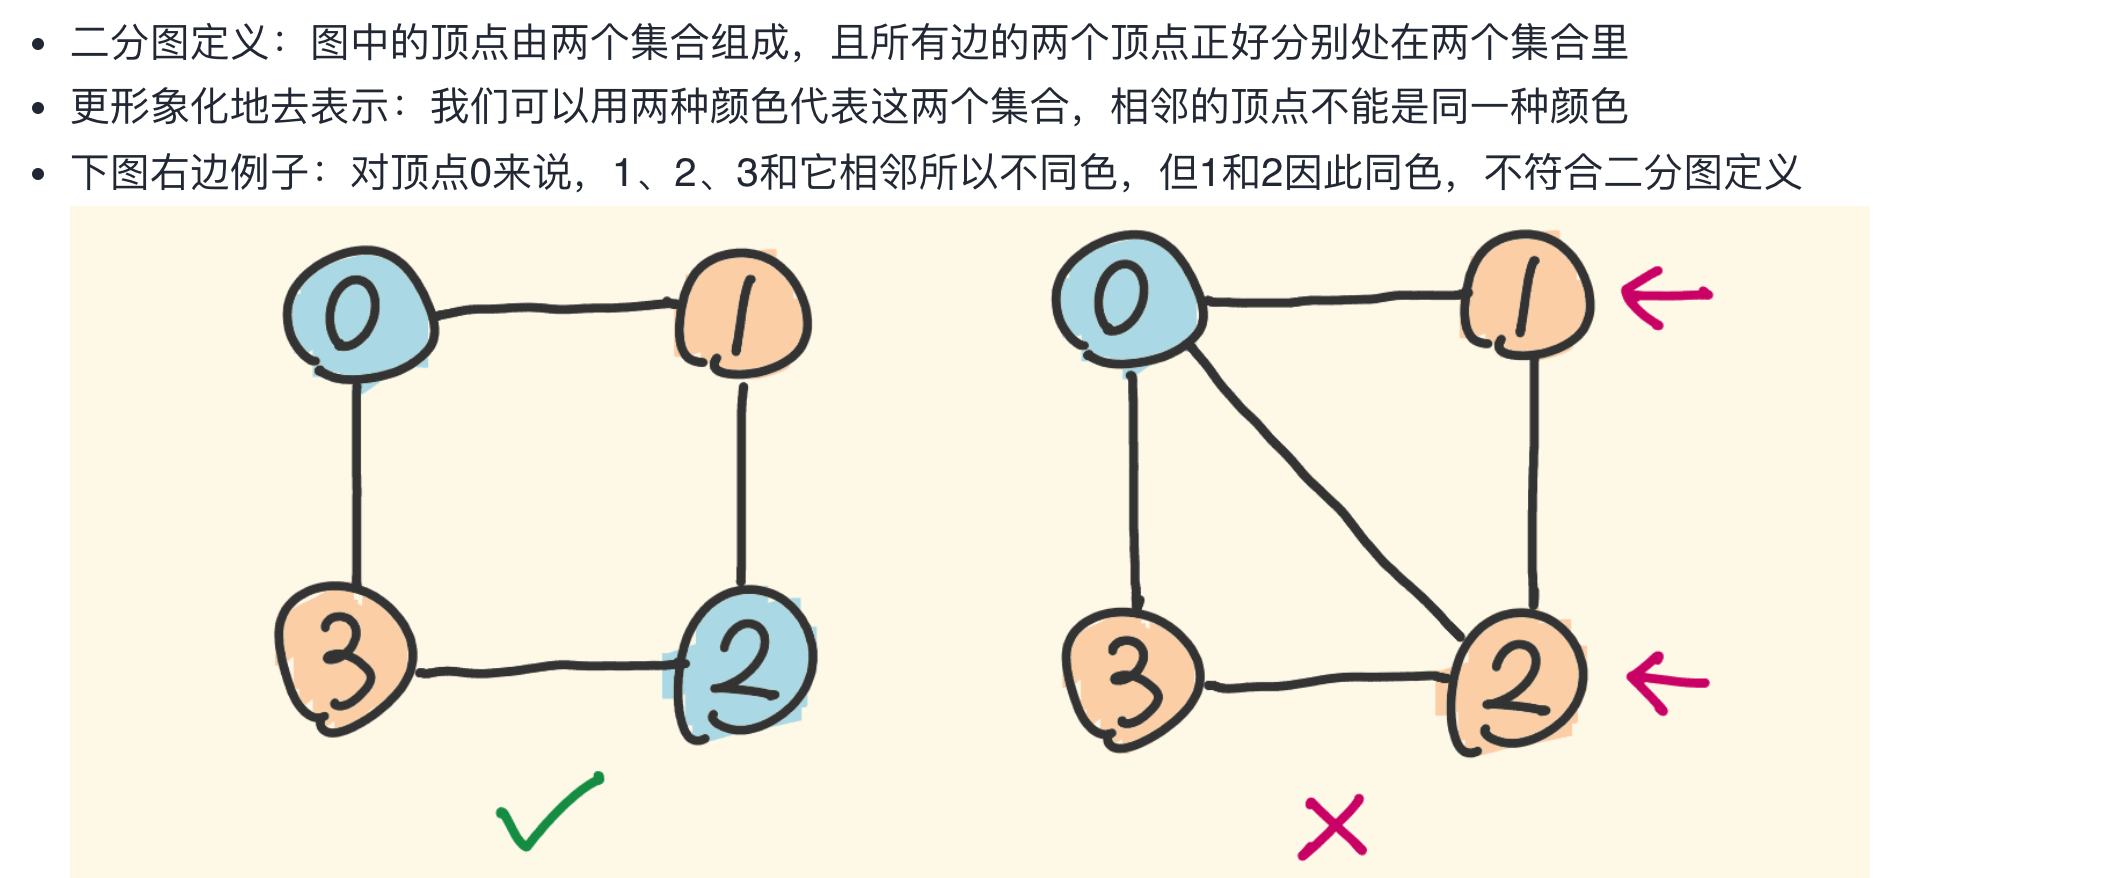 二分图定义：图中的顶点由两个集合组成，且所有边的两个顶点正好分别处在两个集合里
更形象化地去表示：我们可以用两种颜色代表这两个集合，相邻的顶点不能是同一种颜色
下图右边例子：对顶点0来说，1、2、3和它相邻所以不同色，但1和2因此同色，不符合二分图定义
0 1 0 1
3 2 3 2